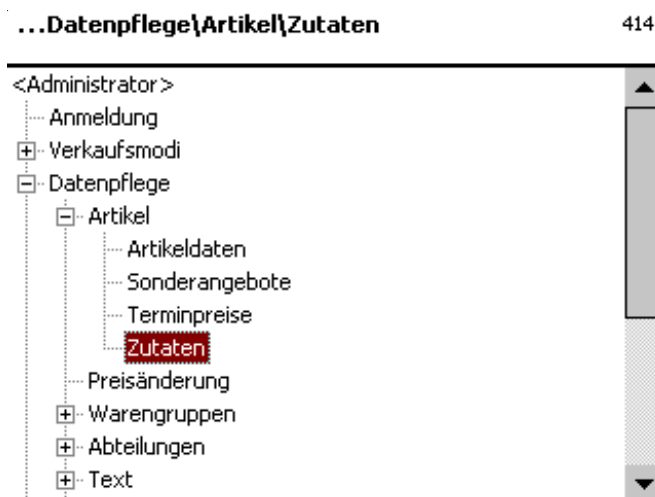 ...Datenpflege\Artikel\Zutaten 414
<Administrator>
Anmeldung
Verkaufsmodi
Datenpflege
Artikel
Artikeldaten
Sonderangebote
Terminpreise
Zutaten
Preisänderung
Warengruppen
Abteilungen
Text